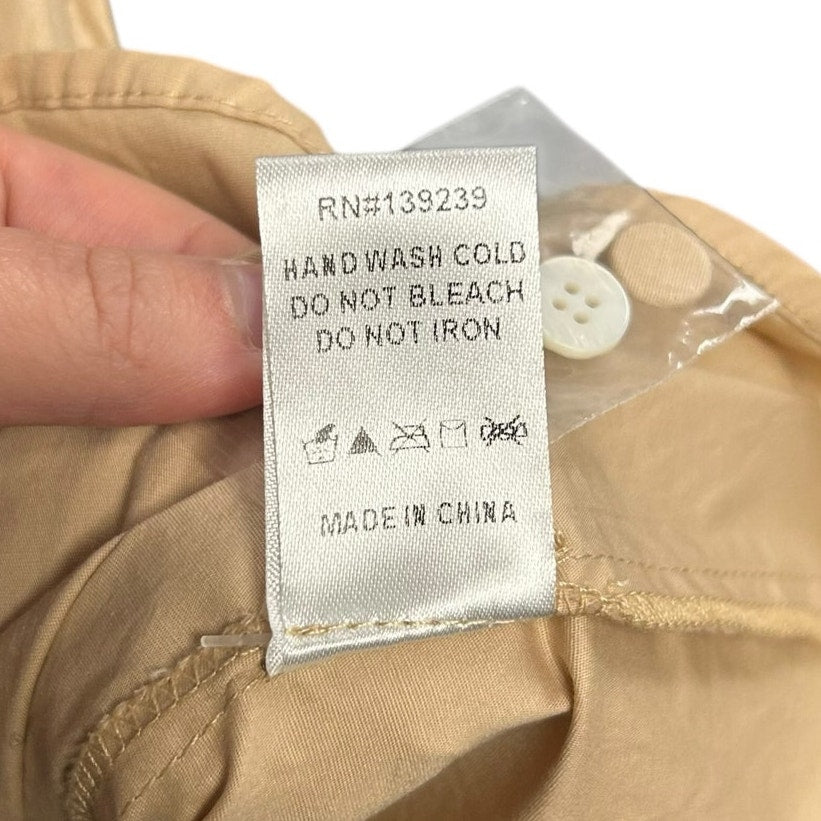 RN#139239
HAND WASH COLD
DO NOT BLEACH
DO NOT IRON
MADE IN CHINA